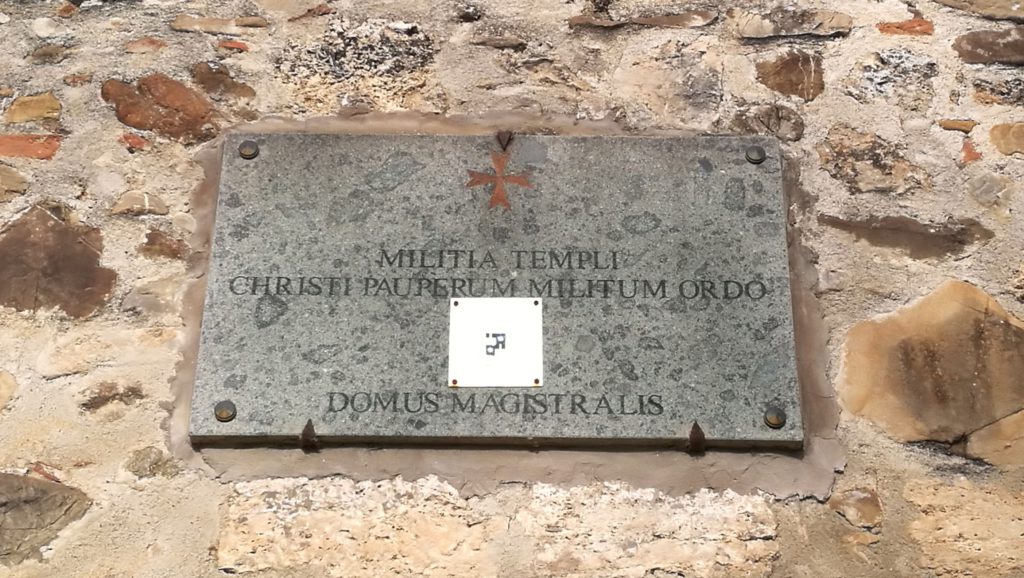 MILITIA TEMPLI
CHRISTI PAUPERUM MILITUM ORDO
DOMUS MAGISTRALIS